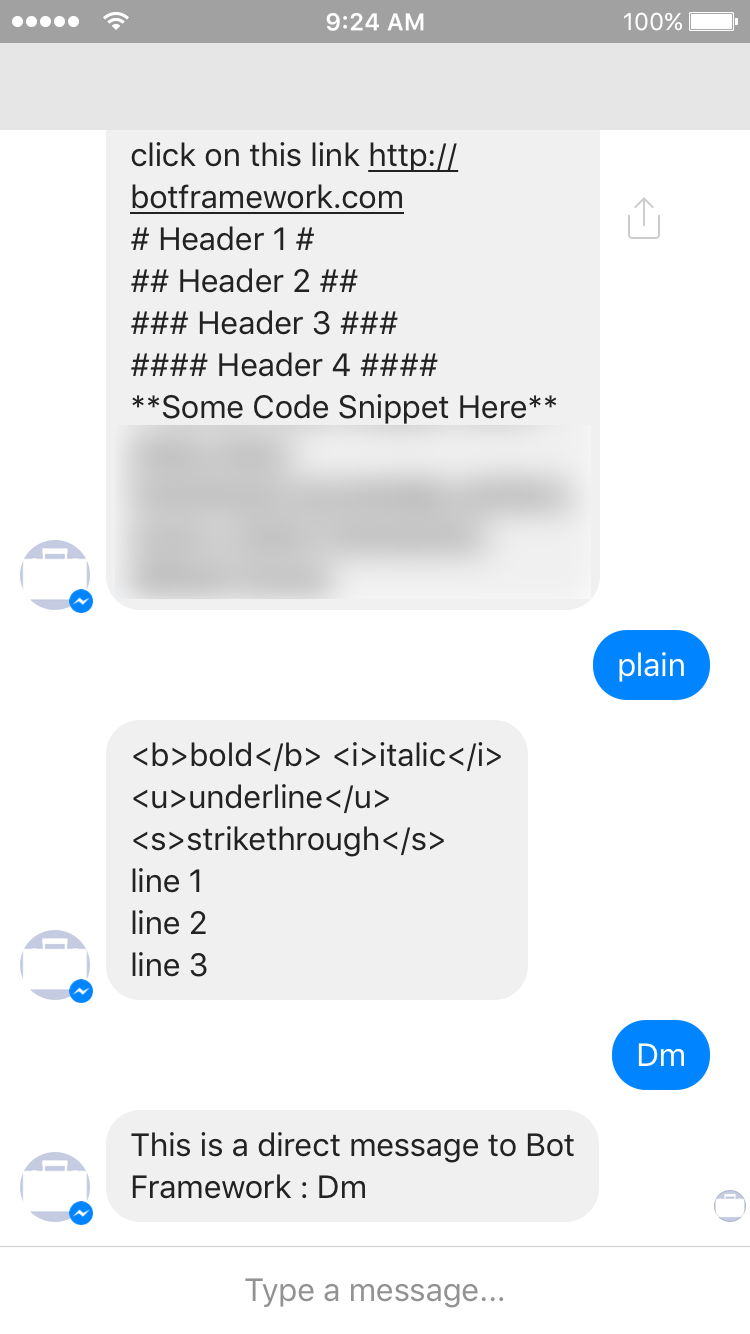 9:24 AM 100%
click on this link http://
botframework.com
# Header 1 #
## Header 2 ##
### Header 3 ###
#### Header 4 ####
**Some Code Snippet Here**
plain
<b>bold</b> <i>italic</i>
<u>underline</u>
<s>strikethrough</s>
line 1
line 2
line 3
Dm
This is a direct message to Bot
Framework : Dm
Type a message...